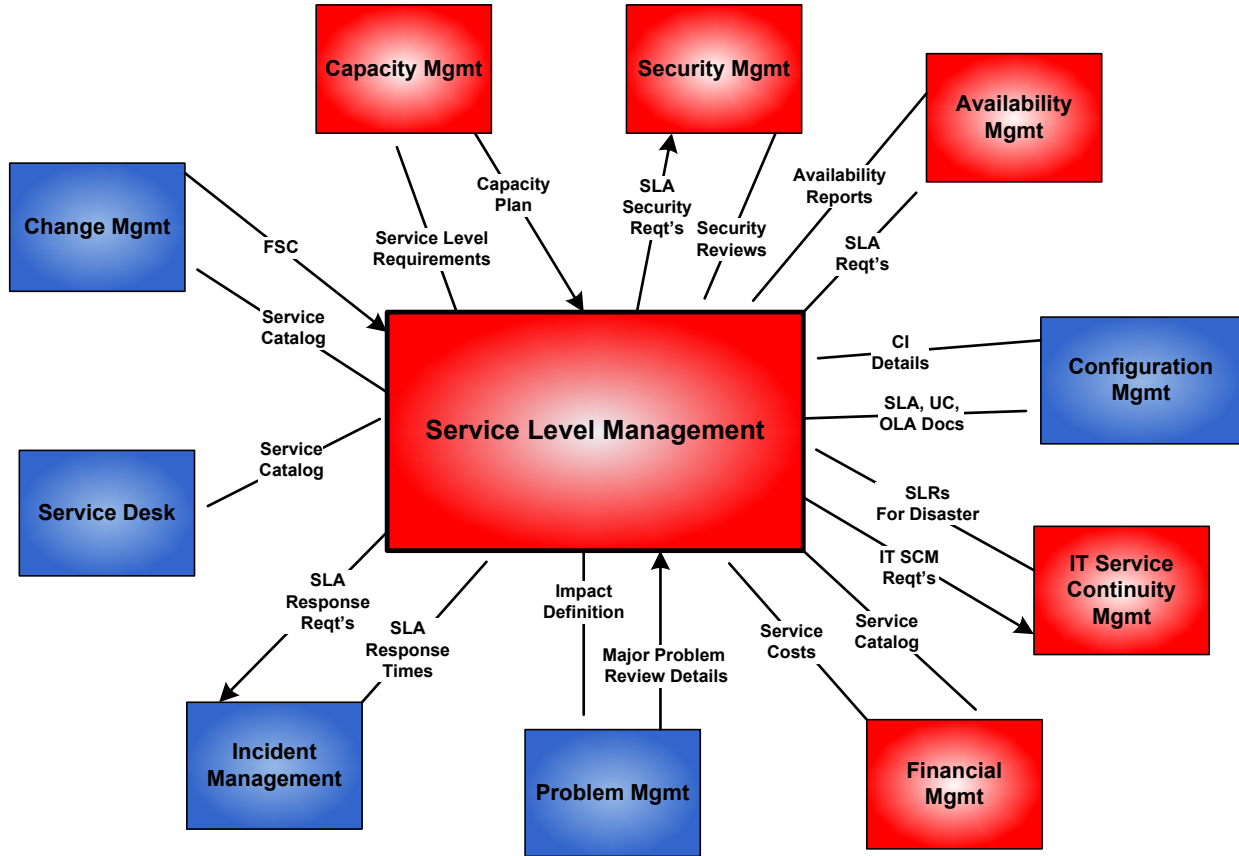 Capacity Mgmt
Security Mgmt
Availability
Mgmt
Change Mgmt
FSC
Service
Catalog
Service Level
Requirements
Capacity
Plan
SLA
Security
Reqt's
Security
Reviews
Availability
Reports
SLA
Reqt's
CI
Details
Configuration
Mgmt
SLA, UC,
OLA Docs
Service Level Management
Service
Catalog
Service Desk
SLRs
For Disaster
IT SCM
Reqt's
IT Service
Continuity
Mgmt
SLA
Response
Reqt's
SLA
Response
Times
Impact
Definition
Major Problem
Review Details
Service
Costs
Service
Catalog
Incident
Management
Problem Mgmt
Financial
Mgmt